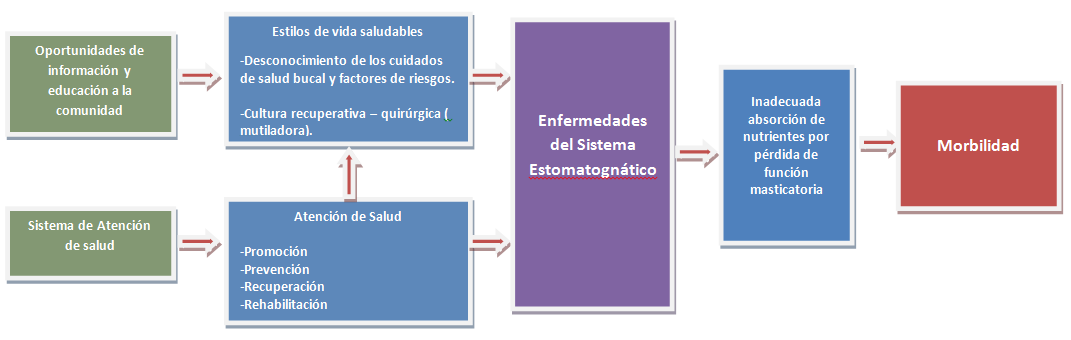 Oportunidades de
información y
educación a la
comunidad
Estilos de vida saludables
-Desconocimiento de los cuidados
de salud bucal y factores de riesgos.
-Cultura recuperativa – quirúrgica (
mutiladora).
Sistema de Atención
de salud
Atención de Salud
-Promoción
-Prevención
-Recuperación
-Rehabilitación
Enfermedades
del Sistema
Estomatognático
Inadecuada
absorción de
nutrientes por
pérdida de
función
masticatoria
Morbilidad